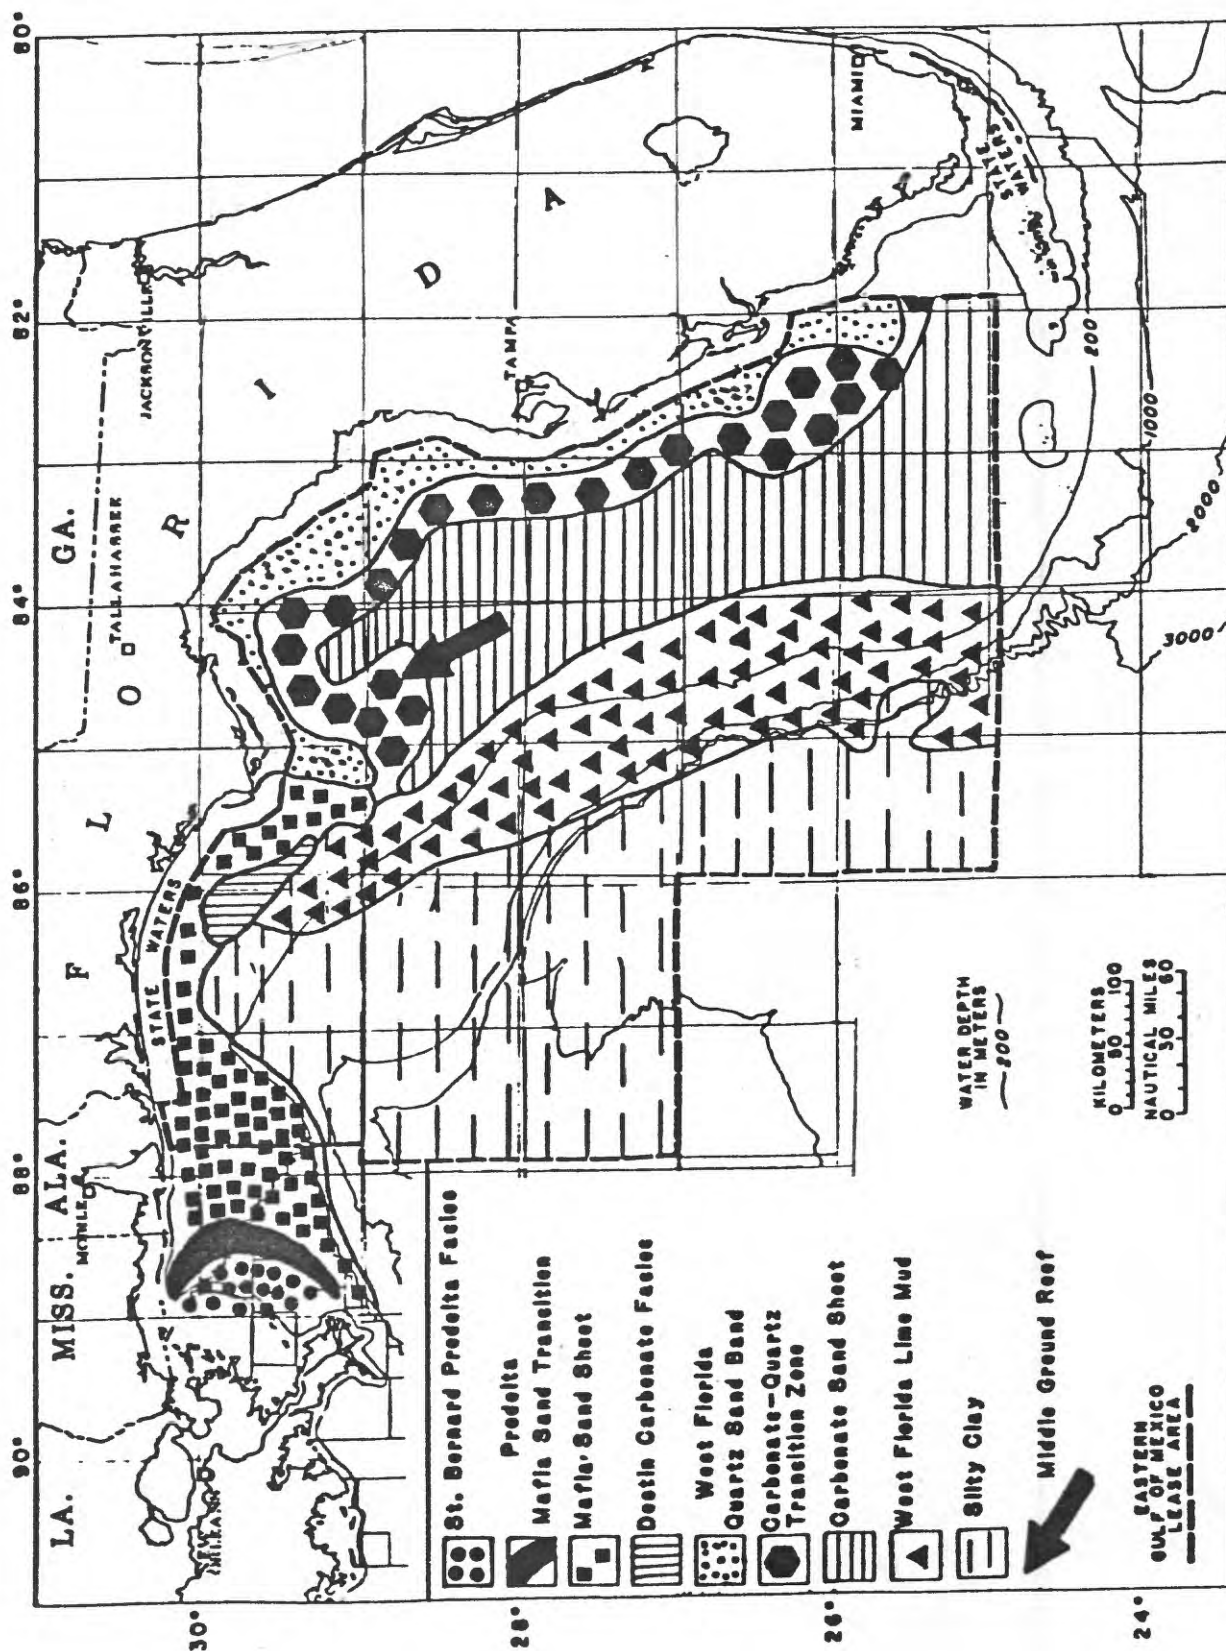 90°
88°
86°
84°
82°
80°
30°
28°
26°
24°
LA.
MISS.
ALA.
GA.
F
L
O
R
I
D
A
MOBILE
TALLAHASSEE
JACKSONVILLE
TAMPA
MIAMI
STATE WATERS
STATE
WATERS
200
1000
2000
3000
St. Bernard Prodelta Facies
Prodelta
Mafla Sand Transition
Mafla Sand Sheet
Destin Carbonate Facies
West Florida
Quartz Sand Band
Carbonate-Quartz
Transition Zone
Carbonate Sand Sheet
West Florida Lime Mud
Silty Clay
Middle Ground Reef
EASTERN
GULF OF MEXICO
LEASE AREA
WATER DEPTH
IN METERS
200
KILOMETERS
0 50 100
NAUTICAL MILES
0 30 60